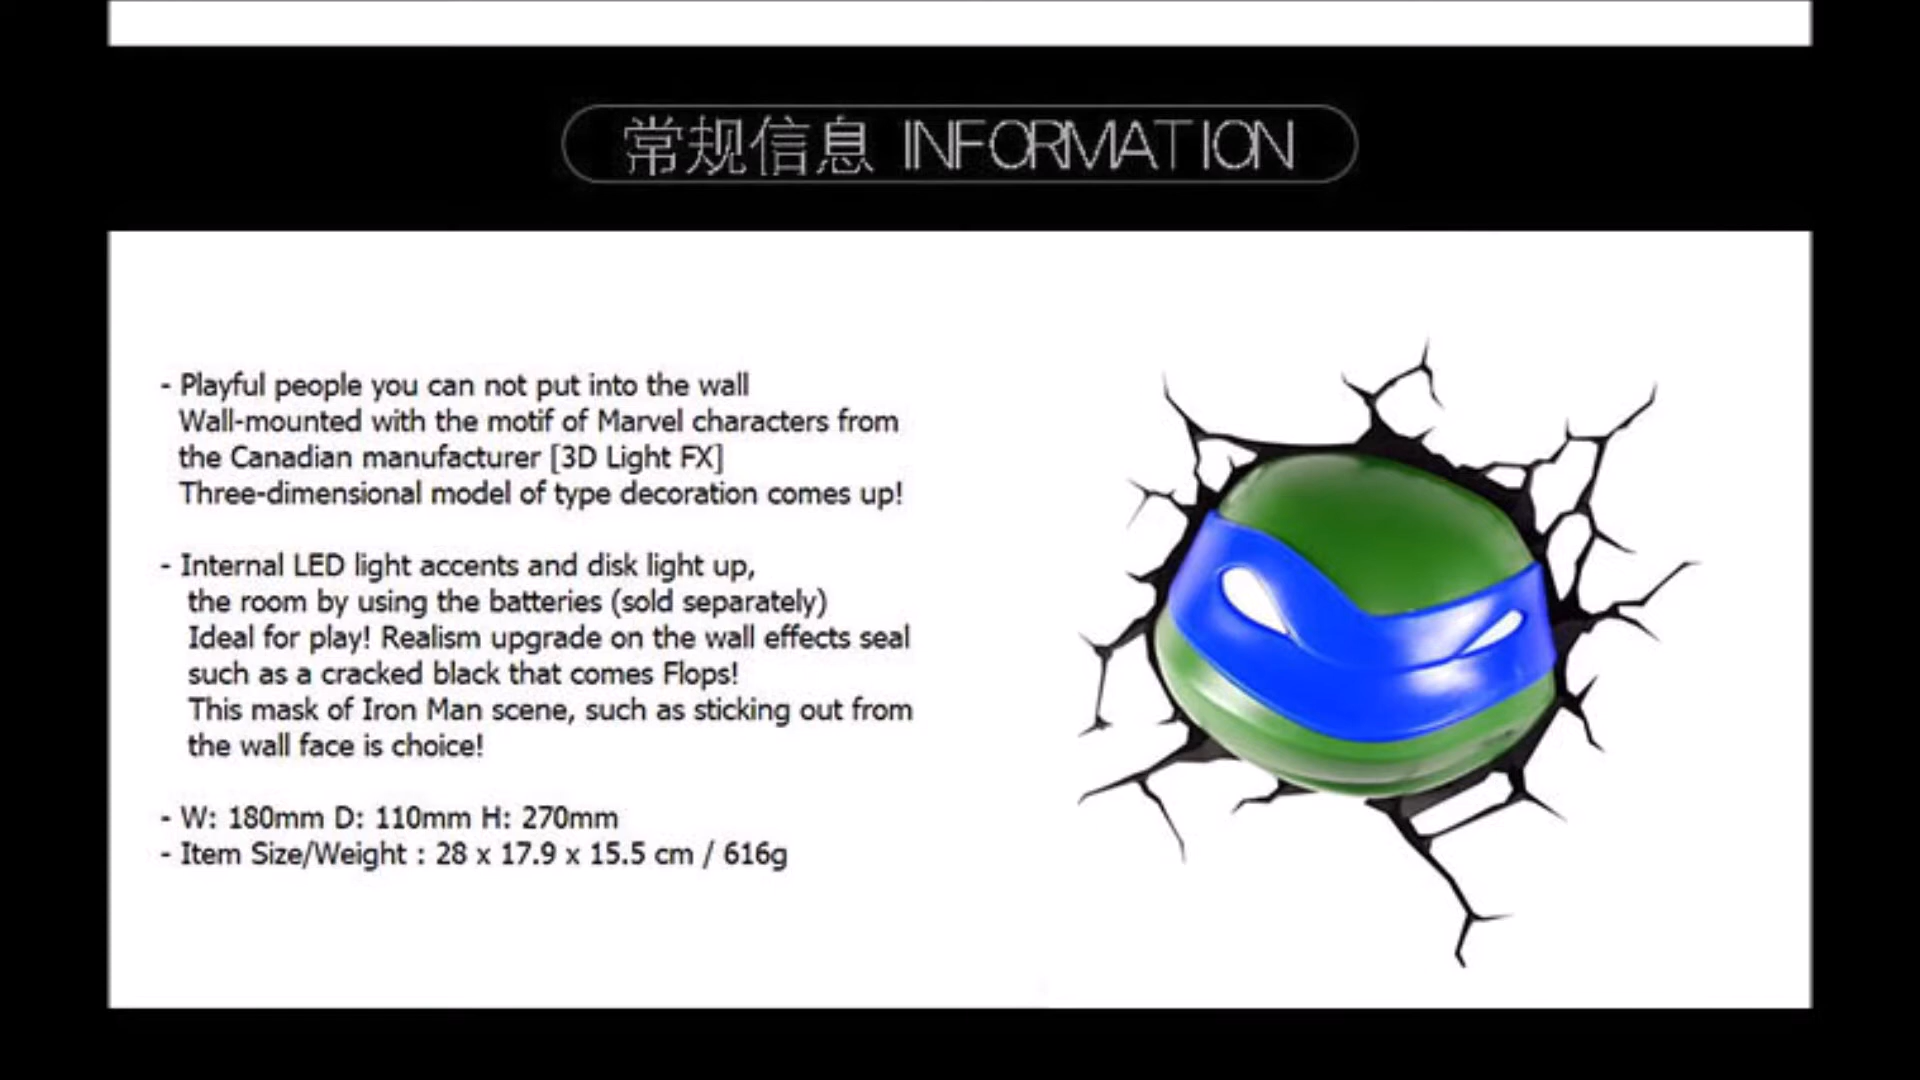 常规信息 INFORMATION
- Playful people you can not put into the wall
Wall-mounted with the motif of Marvel characters from
the Canadian manufacturer [3D Light FX]
Three-dimensional model of type decoration comes up!
- Internal LED light accents and disk light up,
the room by using the batteries (sold separately)
Ideal for play! Realism upgrade on the wall effects seal
such as a cracked black that comes Flops!
This mask of Iron Man scene, such as sticking out from
the wall face is choice!
- W: 180mm D: 110mm H: 270mm
- Item Size/Weight : 28 x 17.9 x 15.5 cm / 616g